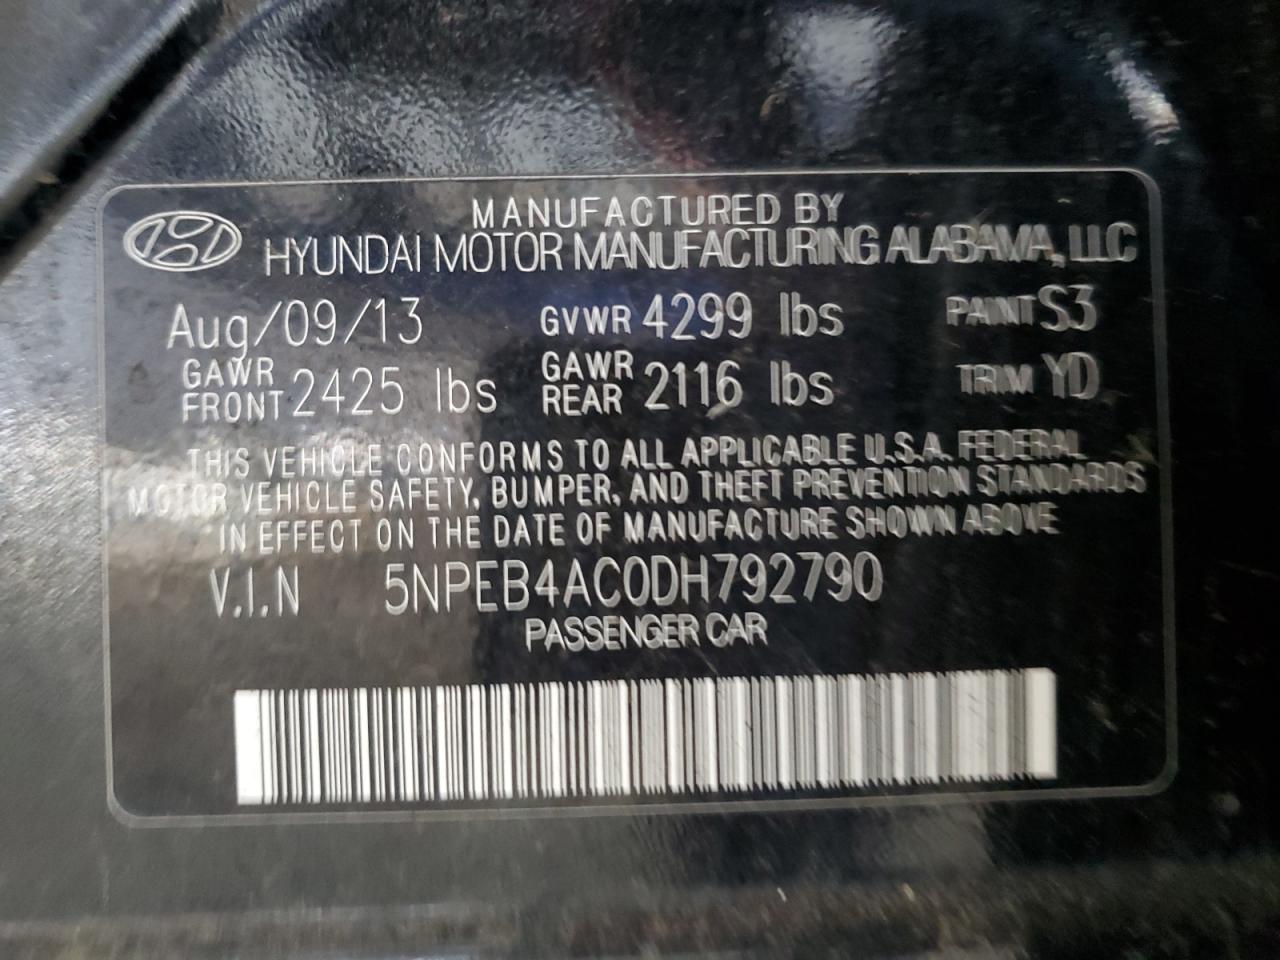 MANUFACTURED BY
HYUNDAI MOTOR MANUFACTURING ALABAMA, LLC
Aug/09/13 GVWR 4299 lbs PAINT S3
GAWR FRONT 2425 lbs GAWR REAR 2116 lbs TRIM YD
THIS VEHICLE CONFORMS TO ALL APPLICABLE U.S.A. FEDERAL
MOTOR VEHICLE SAFETY, BUMPER, AND THEFT PREVENTION STANDARDS
IN EFFECT ON THE DATE OF MANUFACTURE SHOWN ABOVE
V.I.N 5NPEB4AC0DH792790
PASSENGER CAR